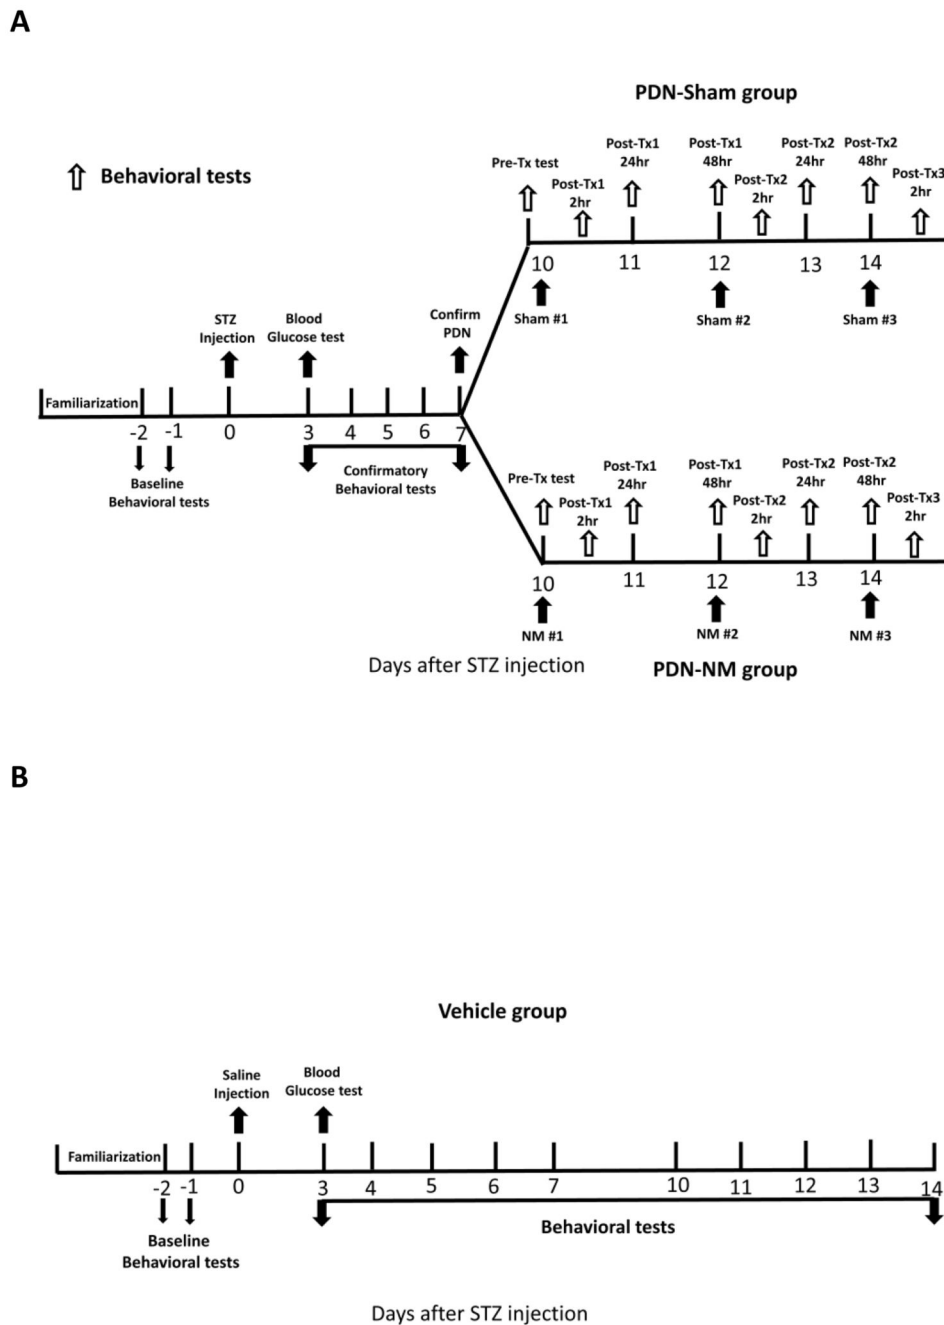 A
PDN-Sham group
Behavioral tests
Pre-Tx test
Post-Tx1
2hr
Post-Tx1
24hr
Post-Tx1
48hr
Post-Tx2
2hr
Post-Tx2
24hr
Post-Tx2
48hr
Post-Tx3
2hr
10 11 12 13 14
Sham #1 Sham #2 Sham #3
STZ
Injection
Blood
Glucose test
Confirm
PDN
Familiarization
-2 -1 0 3 4 5 6 7
Baseline
Behavioral tests
Confirmatory
Behavioral tests
Pre-Tx test
Post-Tx1
2hr
Post-Tx1
24hr
Post-Tx1
48hr
Post-Tx2
2hr
Post-Tx2
24hr
Post-Tx2
48hr
Post-Tx3
2hr
10 11 12 13 14
NM #1 NM #2 NM #3
Days after STZ injection
PDN-NM group
B
Vehicle group
Saline
Injection
Blood
Glucose test
Familiarization
-2 -1 0 3 4 5 6 7 10 11 12 13 14
Baseline
Behavioral tests
Behavioral tests
Days after STZ injection